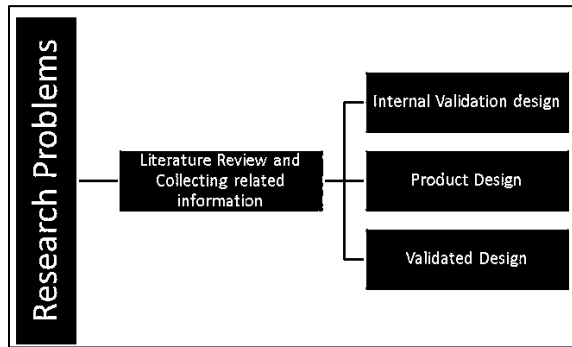 Research Problems
Literature Review and
Collecting related
information
Internal Validation design
Product Design
Validated Design